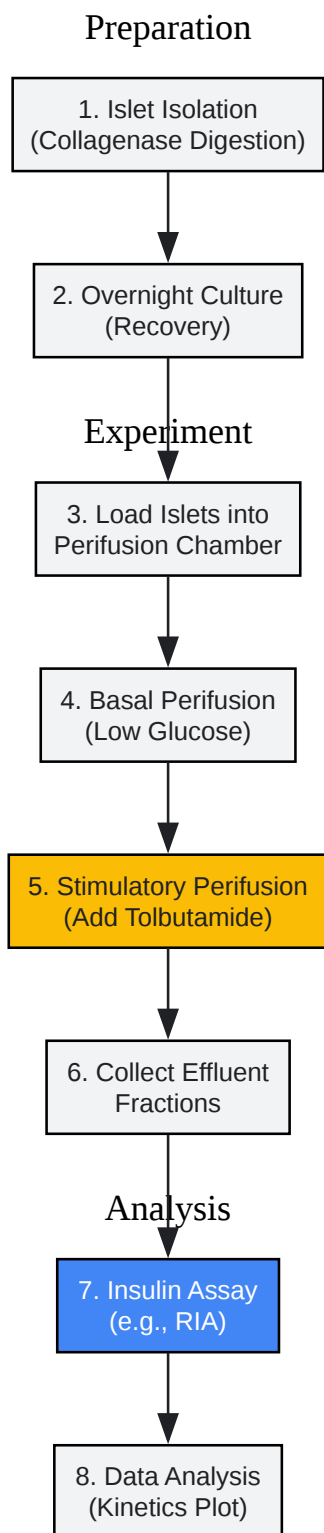 Preparation
1. Islet Isolation
(Collagenase Digestion)
2. Overnight Culture
(Recovery)
Experiment
3. Load Islets into
Perifusion Chamber
4. Basal Perifusion
(Low Glucose)
5. Stimulatory Perifusion
(Add Tolbutamide)
6. Collect Effluent
Fractions
Analysis
7. Insulin Assay
(e.g., RIA)
8. Data Analysis
(Kinetics Plot)